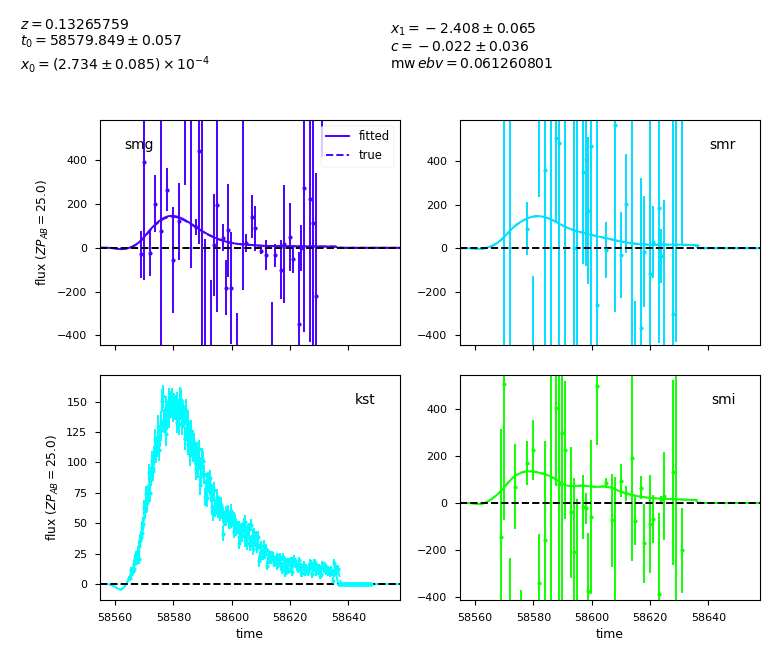 z = 0.13265759
t₀ = 58579.849 ± 0.057
x₀ = (2.734 ± 0.085) × 10⁻⁴
x₁ = −2.408 ± 0.065
c = −0.022 ± 0.036
mw ebv = 0.061260801
smg
fitted
true
400
200
0
−200
−400
flux (ZP_AB = 25.0)
smr
400
200
0
−200
−400
kst
150
125
100
75
50
25
0
flux (ZP_AB = 25.0)
58560 58580 58600 58620 58640
time
smi
400
200
0
−200
−400
58560 58580 58600 58620 58640
time